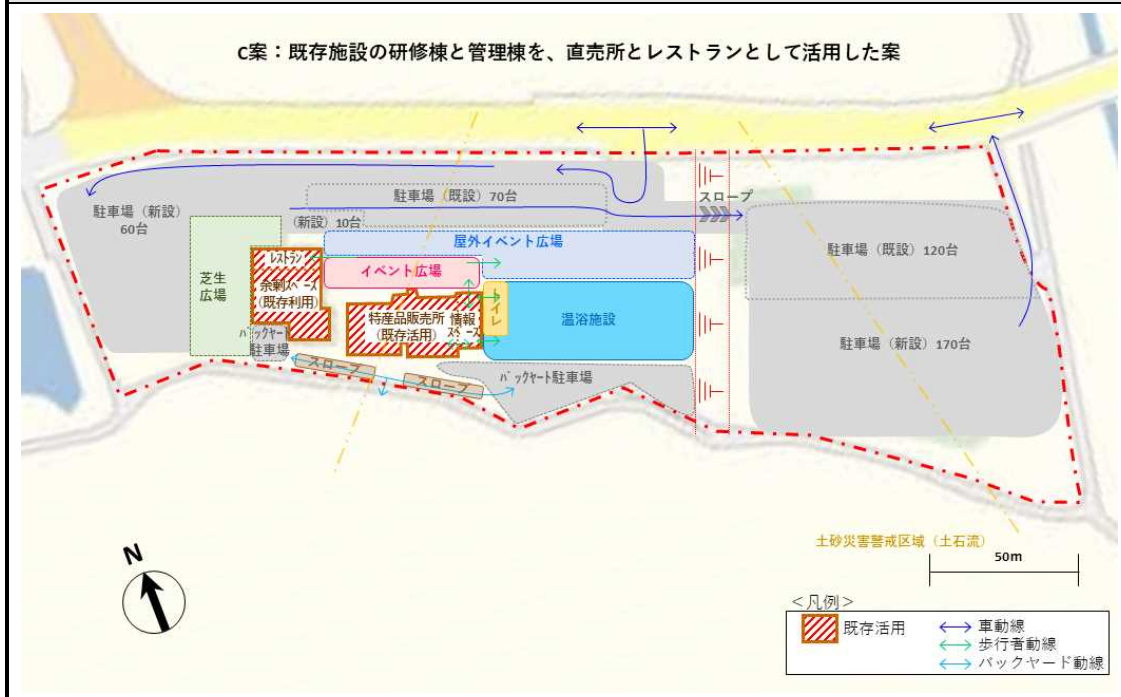 C案：既存施設の研修棟と管理棟を、直売所とレストランとして活用した案
駐車場（既設）70台
スロープ
駐車場（新設）
60台
（新設）10台
屋外イベント広場
駐車場（既設）120台
レストラン
イベント広場
芝生
広場
余剰スペース
（既存利用）
トイレ
特産品販売所
（既存活用）
情報
スペース
温浴施設
駐車場（新設）170台
バックヤード
駐車場
スロープ
スロープ
バックヤード駐車場
土砂災害警戒区域（土石流）
50m
N
＜凡例＞
既存活用
車動線
歩行者動線
バックヤード動線